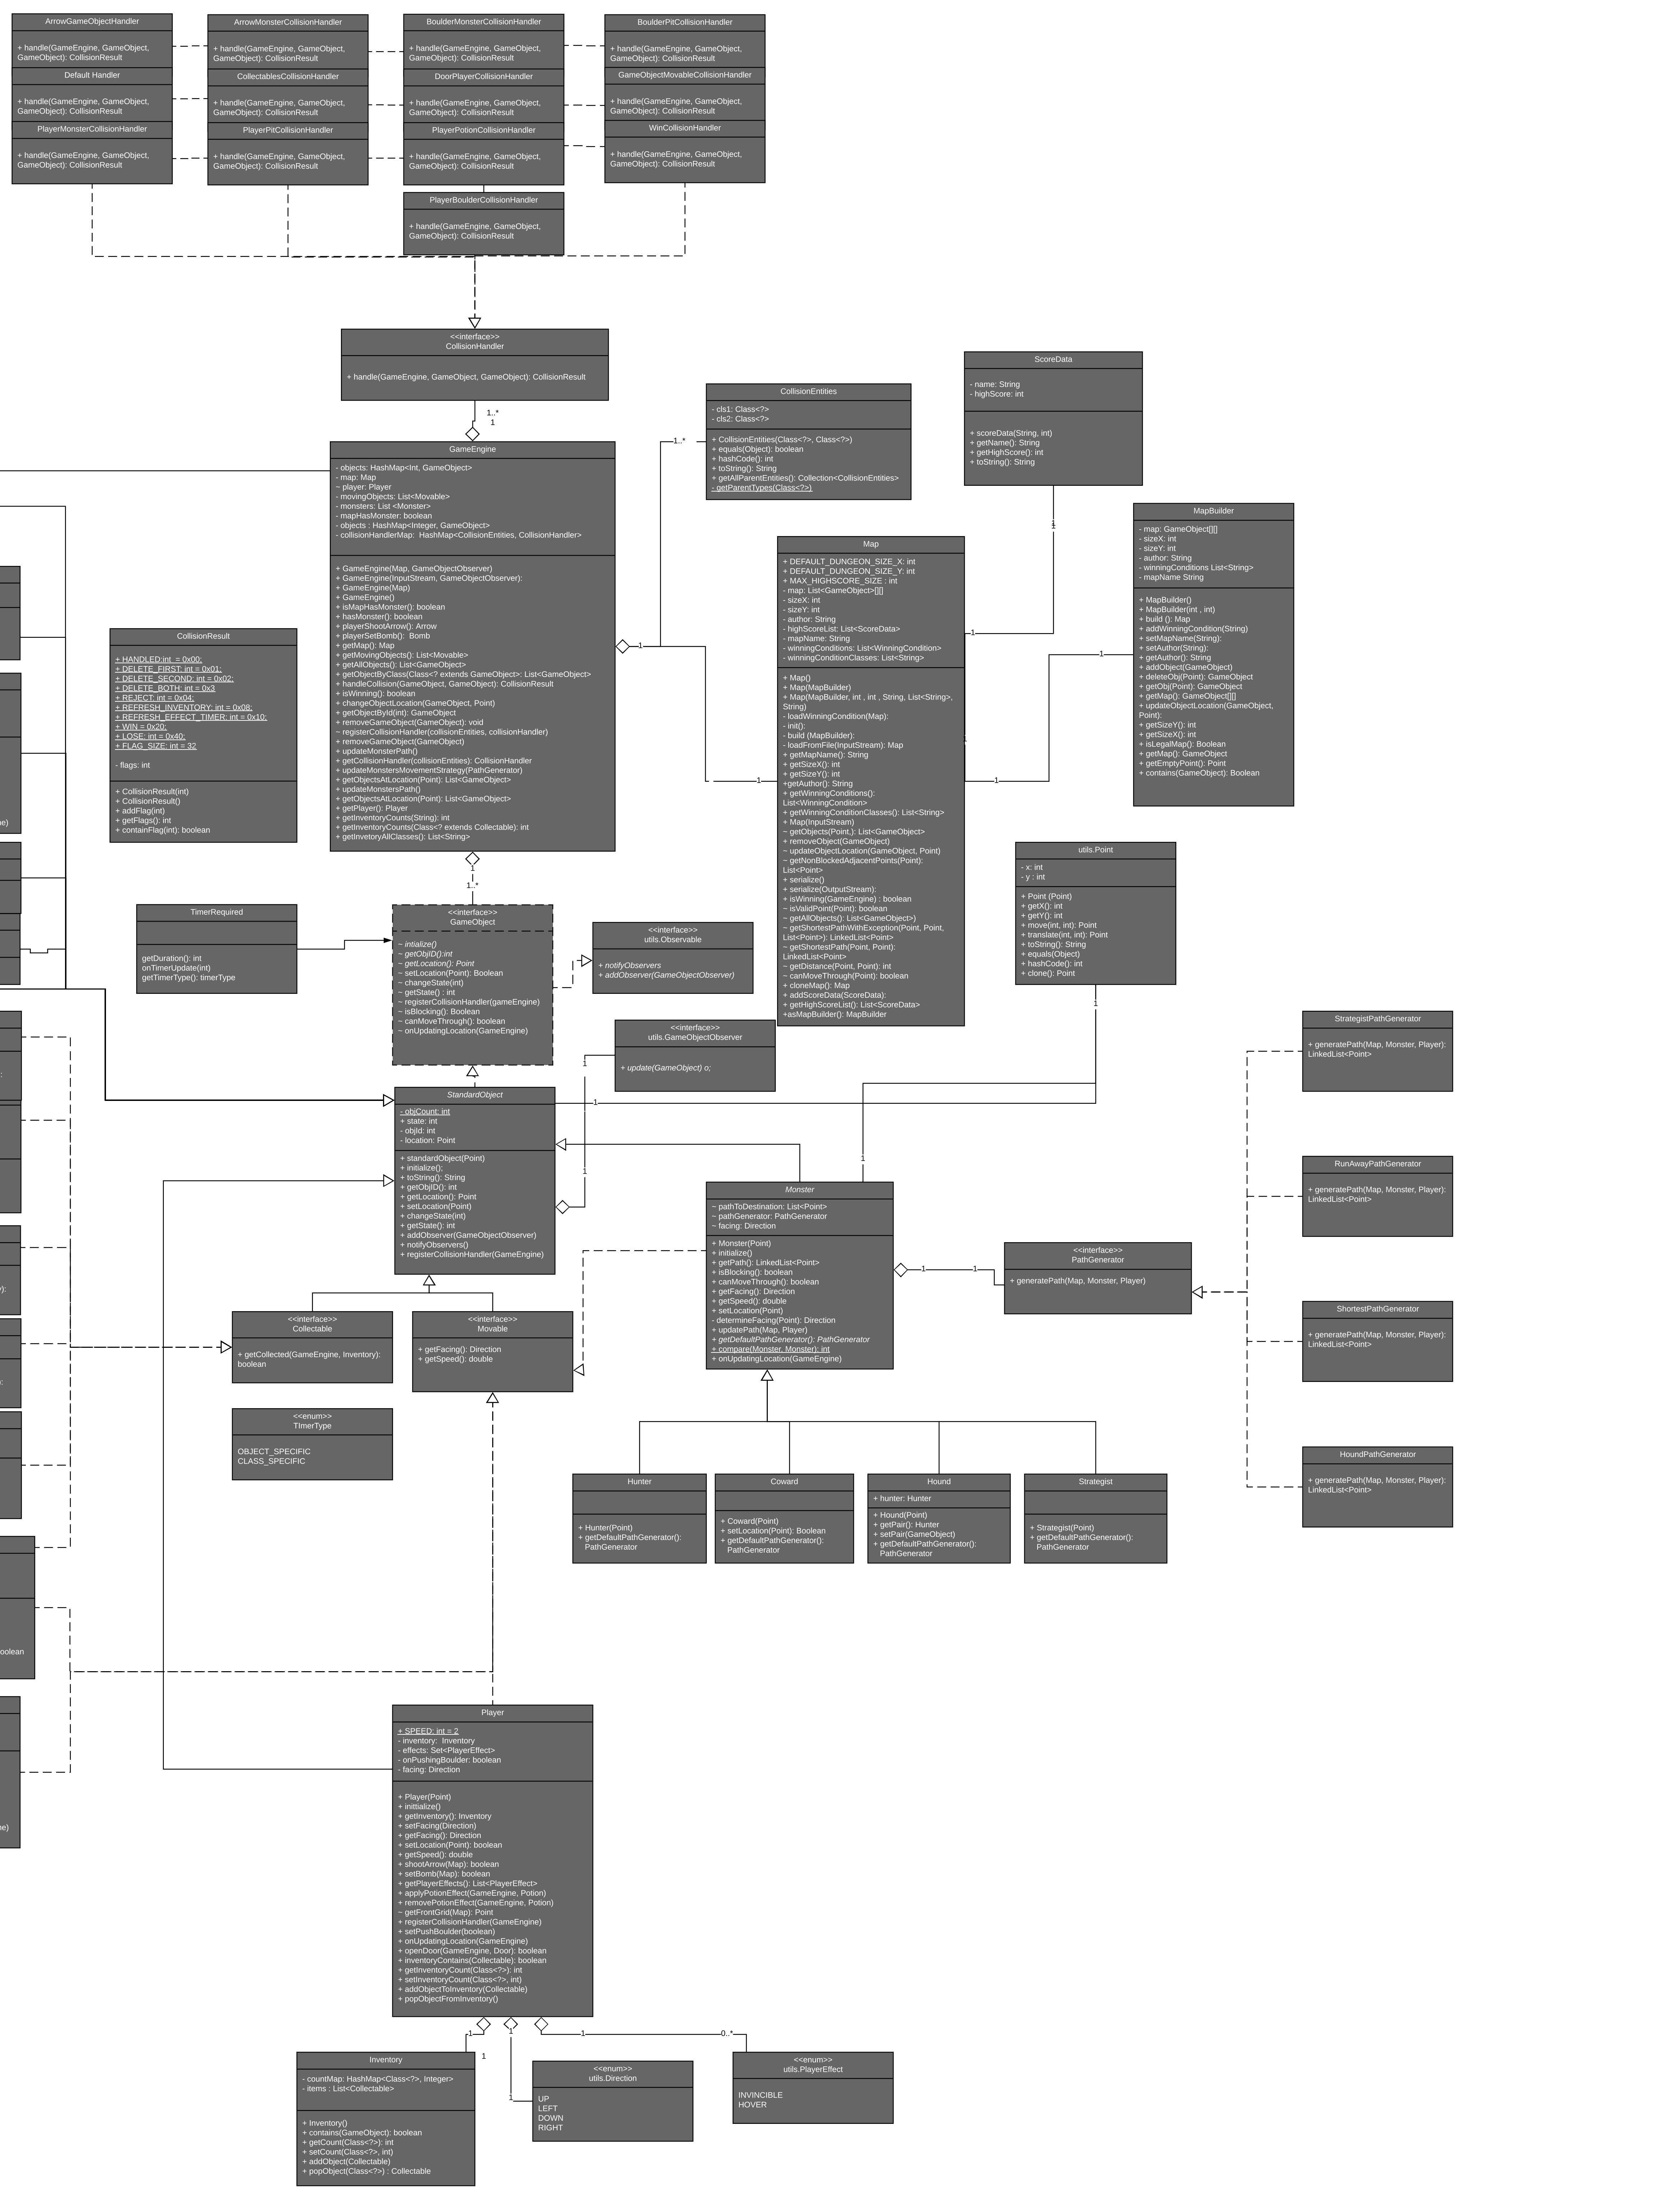 ArrowGameObjectHandler
+ handle(GameEngine, GameObject,
GameObject): CollisionResult
Default Handler
+ handle(GameEngine, GameObject,
GameObject): CollisionResult
PlayerMonsterCollisionHandler
+ handle(GameEngine, GameObject,
GameObject): CollisionResult
ArrowMonsterCollisionHandler
+ handle(GameEngine, GameObject,
GameObject): CollisionResult
CollectablesCollisionHandler
+ handle(GameEngine, GameObject,
GameObject): CollisionResult
PlayerPitCollisionHandler
+ handle(GameEngine, GameObject,
GameObject): CollisionResult
BoulderMonsterCollisionHandler
+ handle(GameEngine, GameObject,
GameObject): CollisionResult
DoorPlayerCollisionHandler
+ handle(GameEngine, GameObject,
GameObject): CollisionResult
PlayerPotionCollisionHandler
+ handle(GameEngine, GameObject,
GameObject): CollisionResult
PlayerBoulderCollisionHandler
+ handle(GameEngine, GameObject,
GameObject): CollisionResult
BoulderPitCollisionHandler
+ handle(GameEngine, GameObject,
GameObject): CollisionResult
GameObjectMovableCollisionHandler
+ handle(GameEngine, GameObject,
GameObject): CollisionResult
WinCollisionHandler
+ handle(GameEngine, GameObject,
GameObject): CollisionResult
<<interface>>
CollisionHandler
+ handle(GameEngine, GameObject, GameObject): CollisionResult
1..*
1
GameEngine
- objects: HashMap<Int, GameObject>
- map: Map
~ player: Player
- movingObjects: List<Movable>
- monsters: List <Monster>
- mapHasMonster: boolean
- objects : HashMap<Integer, GameObject>
- collisionHandlerMap: HashMap<CollisionEntities, CollisionHandler>
+ GameEngine(Map, GameObjectObserver)
+ GameEngine(InputStream, GameObjectObserver):
+ GameEngine(Map)
+ GameEngine()
+ isMapHasMonster(): boolean
+ hasMonster(): boolean
+ playerShootArrow(): Arrow
+ playerSetBomb(): Bomb
+ getMap(): Map
+ getMovingObjects(): List<Movable>
+ getAllObjects(): List<GameObject>
+ getObjectByClass(Class<? extends GameObject>: List<GameObject>
+ handleCollision(GameObject, GameObject): CollisionResult
+ isWinning(): boolean
+ changeObjectLocation(GameObject, Point)
+ getObjectById(int): GameObject
+ removeGameObject(GameObject): void
~ registerCollisionHandler(collisionEntities, collisionHandler)
+ removeGameObject(GameObject)
+ updateMonsterPath()
+ getCollisionHandler(collisionEntities): CollisionHandler
+ updateMonstersMovementStrategy(PathGenerator)
+ getObjectsAtLocation(Point): List<GameObject>
+ updateMonstersPath()
+ getObjectsAtLocation(Point): List<GameObject>
+ getPlayer(): Player
+ getInventoryCounts(String): int
+ getInventoryCounts(Class<? extends Collectable): int
+ getInvetoryAllClasses(): List<String>
1
1..*
CollisionEntities
- cls1: Class<?>
- cls2: Class<?>
+ CollisionEntities(Class<?>, Class<?>)
+ equals(Object): boolean
+ hashCode(): int
+ toString(): String
+ getAllParentEntities(): Collection<CollisionEntities>
- getParentTypes(Class<?>)
1..*
1
1
ScoreData
- name: String
- highScore: int
+ scoreData(String, int)
+ getName(): String
+ getHighScore(): int
+ toString(): String
1
1
MapBuilder
- map: GameObject[][]
- sizeX: int
- sizeY: int
- author: String
- winningConditions List<String>
- mapName String
+ MapBuilder()
+ MapBuilder(int , int)
+ build (): Map
+ addWinningCondition(String)
+ setMapName(String):
+ setAuthor(String):
+ getAuthor(): String
+ addObject(GameObject)
+ deleteObj(Point): GameObject
+ getObj(Point): GameObject
+ getMap(): GameObject[][]
+ updateObjectLocation(GameObject,
Point):
+ getSizeY(): int
+ getSizeX(): int
+ isLegalMap(): Boolean
+ getMap(): GameObject
+ getEmptyPoint(): Point
+ contains(GameObject): Boolean
1
1
1
Map
+ DEFAULT_DUNGEON_SIZE_X: int
+ DEFAULT_DUNGEON_SIZE_Y: int
+ MAX_HIGHSCORE_SIZE : int
- map: List<GameObject>[][]
- sizeX: int
- sizeY: int
- author: String
- highScoreList: List<ScoreData>
- mapName: String
- winningConditions: List<WinningCondition>
- winningConditionClasses: List<String>
+ Map()
+ Map(MapBuilder)
+ Map(MapBuilder, int , int , String, List<String>,
String)
- loadWinningCondition(Map):
- init():
- build (MapBuilder):
- loadFromFile(InputStream): Map
+ getMapName(): String
+ getSizeX(): int
+ getSizeY(): int
+getAuthor(): String
+ getWinningConditions():
List<WinningCondition>
+ getWinningConditionClasses(): List<String>
+ Map(InputStream)
~ getObjects(Point,): List<GameObject>
+ removeObject(GameObject)
~ updateObjectLocation(GameObject, Point)
~ getNonBlockedAdjacentPoints(Point):
List<Point>
+ serialize()
+ serialize(OutputStream):
+ isWinning(GameEngine) : boolean
~ isValidPoint(Point): boolean
~ getAllObjects(): List<GameObject>)
~ getShortestPathWithException(Point, Point,
List<Point>): LinkedList<Point>
~ getShortestPath(Point, Point):
LinkedList<Point>
~ getDistance(Point, Point): int
~ canMoveThrough(Point): boolean
+ cloneMap(): Map
+ addScoreData(ScoreData):
+ getHighScoreList(): List<ScoreData>
+asMapBuilder(): MapBuilder
CollisionResult
+ HANDLED:int = 0x00;
+ DELETE_FIRST: int = 0x01;
+ DELETE_SECOND: int = 0x02;
+ DELETE_BOTH: int = 0x3
+ REJECT: int = 0x04;
+ REFRESH_INVENTORY: int = 0x08;
+ REFRESH_EFFECT_TIMER: int = 0x10;
+ WIN = 0x20;
+ LOSE: int = 0x40;
+ FLAG_SIZE: int = 32
- flags: int
+ CollisionResult(int)
+ CollisionResult()
+ addFlag(int)
+ getFlags(): int
+ containFlag(int): boolean
utils.Point
- x: int
- y : int
+ Point (Point)
+ getX(): int
+ getY(): int
+ move(int, int): Point
+ translate(int, int): Point
+ toString(): String
+ equals(Object)
+ hashCode(): int
+ clone(): Point
1
TimerRequired
getDuration(): int
onTimerUpdate(int)
getTimerType(): timerType
<<interface>>
GameObject
~ intialize()
~ getObjID():int
~ getLocation(): Point
~ setLocation(Point): Boolean
~ changeState(int)
~ getState() : int
~ registerCollisionHandler(gameEngine)
~ isBlocking(): Boolean
~ canMoveThrough(): boolean
~ onUpdatingLocation(GameEngine)
<<interface>>
utils.Observable
+ notifyObservers
+ addObserver(GameObjectObserver)
<<interface>>
utils.GameObjectObserver
+ update(GameObject) o;
1
1
1
1
StandardObject
- objCount: int
+ state: int
- objId: int
- location: Point
+ standardObject(Point)
+ initialize();
+ toString(): String
+ getObjID(): int
+ getLocation(): Point
+ setLocation(Point)
+ changeState(int)
+ getState(): int
+ addObserver(GameObjectObserver)
+ notifyObservers()
+ registerCollisionHandler(GameEngine)
Monster
~ pathToDestination: List<Point>
~ pathGenerator: PathGenerator
~ facing: Direction
+ Monster(Point)
+ initialize()
+ getPath(): LinkedList<Point>
+ isBlocking(): boolean
+ canMoveThrough(): boolean
+ getFacing(): Direction
+ getSpeed(): double
+ setLocation(Point)
- determineFacing(Point): Direction
+ updatePath(Map, Player)
+ getDefaultPathGenerator(): PathGenerator
+ compare(Monster, Monster): int
+ onUpdatingLocation(GameEngine)
1
1
<<interface>>
PathGenerator
+ generatePath(Map, Monster, Player)
StrategistPathGenerator
+ generatePath(Map, Monster, Player):
LinkedList<Point>
RunAwayPathGenerator
+ generatePath(Map, Monster, Player):
LinkedList<Point>
ShortestPathGenerator
+ generatePath(Map, Monster, Player):
LinkedList<Point>
HoundPathGenerator
+ generatePath(Map, Monster, Player):
LinkedList<Point>
<<interface>>
Collectable
+ getCollected(GameEngine, Inventory):
boolean
<<interface>>
Movable
+ getFacing(): Direction
+ getSpeed(): double
<<enum>>
TImerType
OBJECT_SPECIFIC
CLASS_SPECIFIC
Hunter
+ Hunter(Point)
+ getDefaultPathGenerator():
PathGenerator
Coward
+ Coward(Point)
+ setLocation(Point): Boolean
+ getDefaultPathGenerator():
PathGenerator
Hound
+ hunter: Hunter
+ Hound(Point)
+ getPair(): Hunter
+ setPair(GameObject)
+ getDefaultPathGenerator():
PathGenerator
Strategist
+ Strategist(Point)
+ getDefaultPathGenerator():
PathGenerator
Player
+ SPEED: int = 2
- inventory: Inventory
- effects: Set<PlayerEffect>
- onPushingBoulder: boolean
- facing: Direction
+ Player(Point)
+ inittialize()
+ getInventory(): Inventory
+ setFacing(Direction)
+ getFacing(): Direction
+ setLocation(Point): boolean
+ getSpeed(): double
+ shootArrow(Map): boolean
+ setBomb(Map): boolean
+ getPlayerEffects(): List<PlayerEffect>
+ applyPotionEffect(GameEngine, Potion)
+ removePotionEffect(GameEngine, Potion)
~ getFrontGrid(Map): Point
+ registerCollisionHandler(GameEngine)
+ setPushBoulder(boolean)
+ onUpdatingLocation(GameEngine)
+ openDoor(GameEngine, Door): boolean
+ inventoryContains(Collectable): boolean
+ getInventoryCount(Class<?>): int
+ setInventoryCount(Class<?>, int)
+ addObjectToInventory(Collectable)
+ popObjectFromInventory()
1
1
1
0..*
1
1
Inventory
- countMap: HashMap<Class<?>, Integer>
- items : List<Collectable>
+ Inventory()
+ contains(GameObject): boolean
+ getCount(Class<?>): int
+ setCount(Class<?>, int)
+ addObject(Collectable)
+ popObject(Class<?>) : Collectable
<<enum>>
utils.Direction
UP
LEFT
DOWN
RIGHT
<<enum>>
utils.PlayerEffect
INVINCIBLE
HOVER